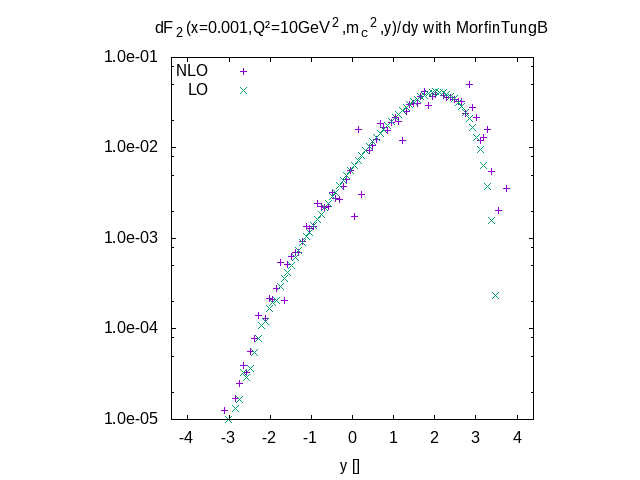 dF2(x=0.001,Q²=10GeV²,mc²,y)/dy with MorfinTungB
1.0e-01
NLO
LO
1.0e-02
1.0e-03
1.0e-04
1.0e-05
-4 -3 -2 -1 0 1 2 3 4
y []